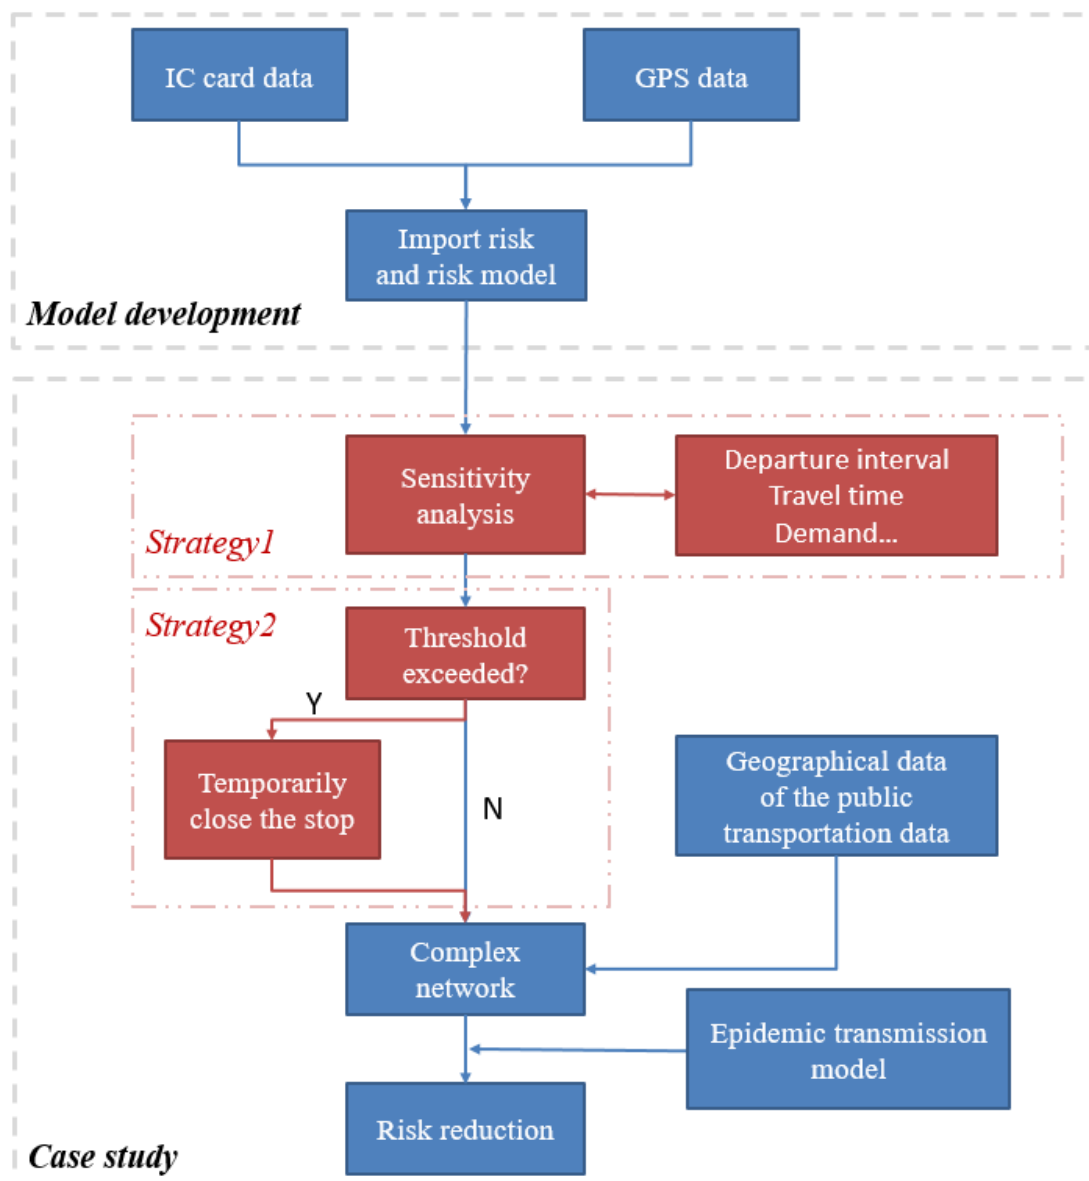 IC card data
GPS data
Import risk
and risk model
Model development
Sensitivity
analysis
Departure interval
Travel time
Demand...
Strategy1
Strategy2
Threshold
exceeded?
Y
Temporarily
close the stop
N
Geographical data
of the public
transportation data
Complex
network
Epidemic transmission
model
Risk reduction
Case study